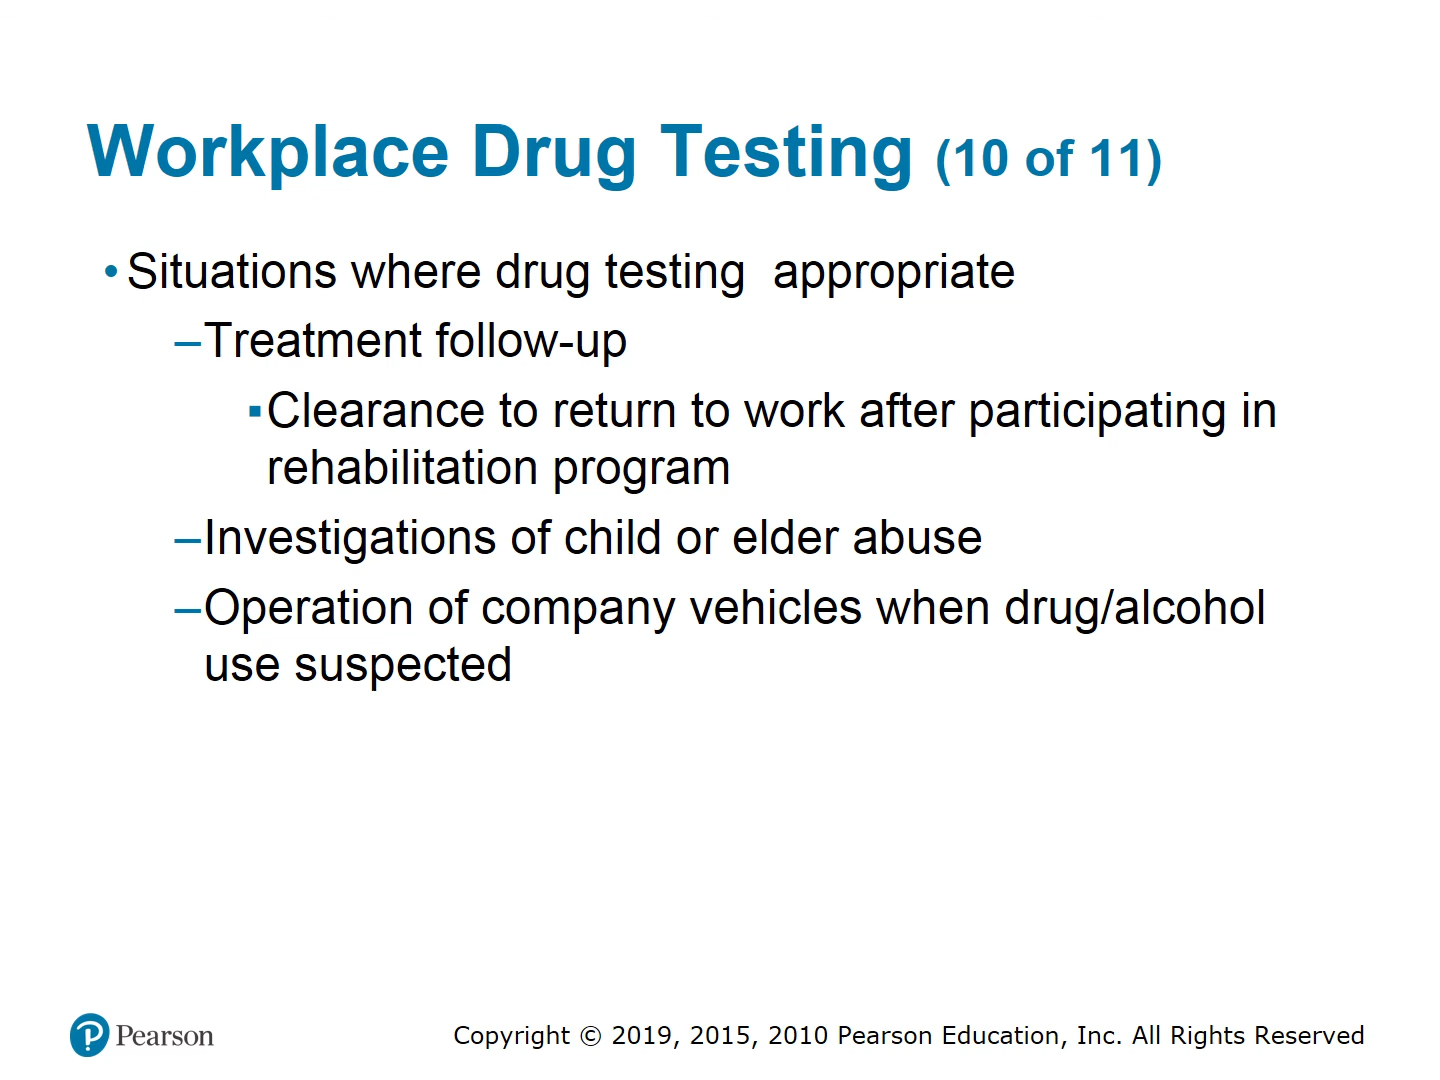 Workplace Drug Testing (10 of 11)
• Situations where drug testing  appropriate
–Treatment follow-up
▪Clearance to return to work after participating in
rehabilitation program
–Investigations of child or elder abuse
–Operation of company vehicles when drug/alcohol
use suspected
Pearson
Copyright © 2019, 2015, 2010 Pearson Education, Inc. All Rights Reserved